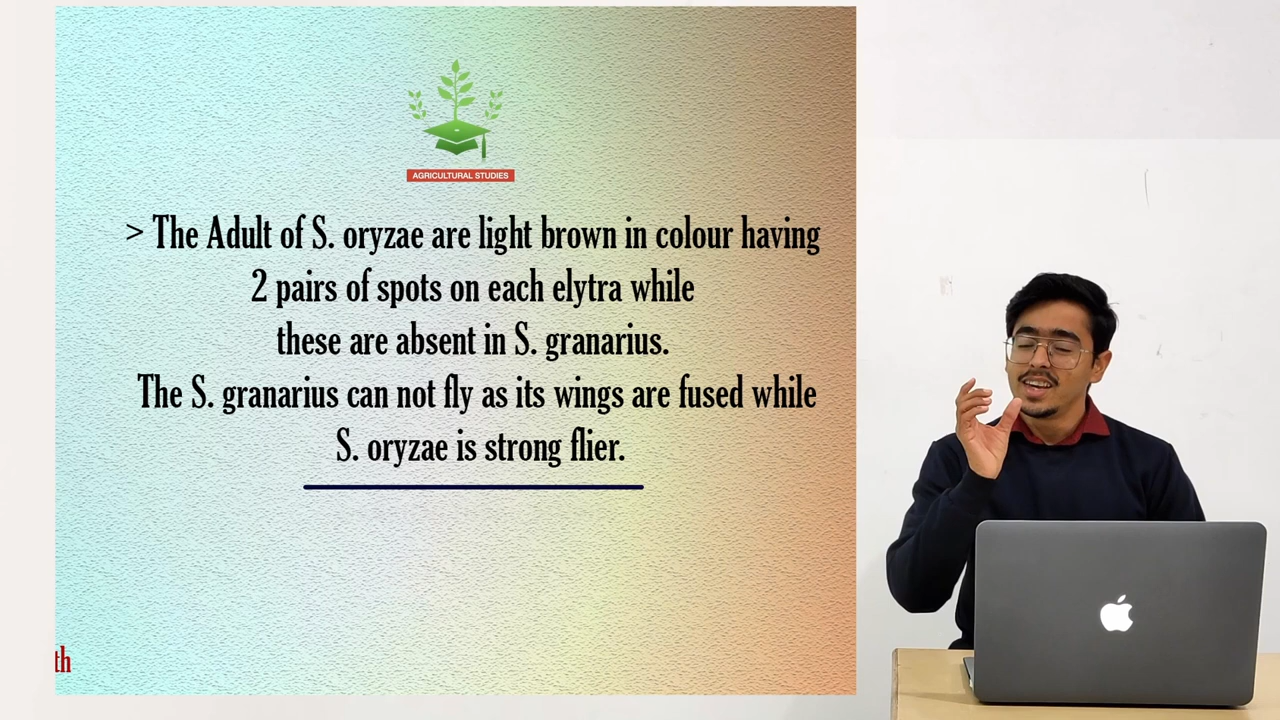 AGRICULTURAL STUDIES
> The Adult of S. oryzae are light brown in colour having
2 pairs of spots on each elytra while
these are absent in S. granarius.
The S. granarius can not fly as its wings are fused while
S. oryzae is strong flier.
th